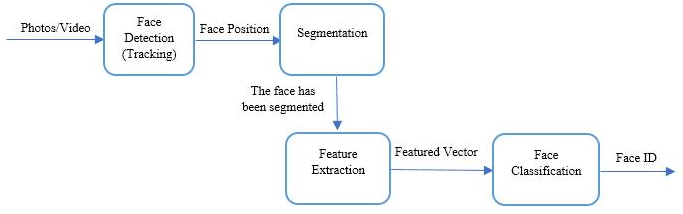 Photos/Video
Face
Detection
(Tracking)
Face Position
Segmentation
The face has
been segmented
Feature
Extraction
Featured Vector
Face
Classification
Face ID